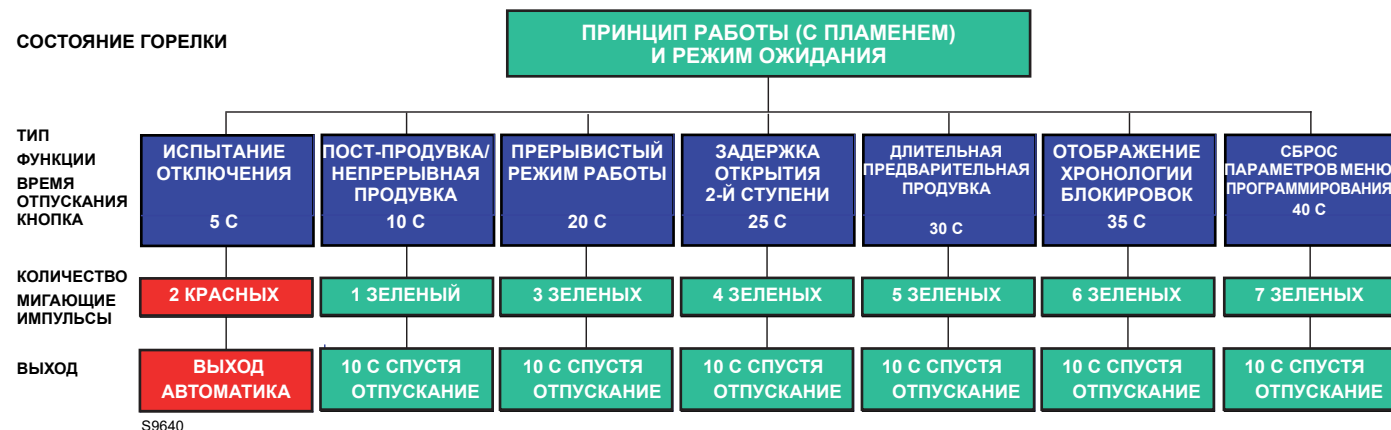 СОСТОЯНИЕ ГОРЕЛКИ
ПРИНЦИП РАБОТЫ (С ПЛАМЕНЕМ)
И РЕЖИМ ОЖИДАНИЯ
ТИП
ФУНКЦИИ
ВРЕМЯ
ОТПУСКАНИЯ
КНОПКА
ИСПЫТАНИЕ
ОТКЛЮЧЕНИЯ
5 С
ПОСТ-ПРОДУВКА/
НЕПРЕРЫВНАЯ
ПРОДУВКА
10 С
ПРЕРЫВИСТЫЙ
РЕЖИМ РАБОТЫ
20 С
ЗАДЕРЖКА
ОТКРЫТИЯ
2-Й СТУПЕНИ
25 С
ДЛИТЕЛЬНАЯ
ПРЕДВАРИТЕЛЬНАЯ
ПРОДУВКА
30 С
ОТОБРАЖЕНИЕ
ХРОНОЛОГИИ
БЛОКИРОВОК
35 С
СБРОС
ПАРАМЕТРОВ МЕНЮ
ПРОГРАММИРОВАНИЯ
40 С
КОЛИЧЕСТВО
МИГАЮЩИЕ
ИМПУЛЬСЫ
2 КРАСНЫХ
1 ЗЕЛЕНЫЙ
3 ЗЕЛЕНЫХ
4 ЗЕЛЕНЫХ
5 ЗЕЛЕНЫХ
6 ЗЕЛЕНЫХ
7 ЗЕЛЕНЫХ
ВЫХОД
ВЫХОД
АВТОМАТИКА
10 С СПУСТЯ
ОТПУСКАНИЕ
10 С СПУСТЯ
ОТПУСКАНИЕ
10 С СПУСТЯ
ОТПУСКАНИЕ
10 С СПУСТЯ
ОТПУСКАНИЕ
10 С СПУСТЯ
ОТПУСКАНИЕ
10 С СПУСТЯ
ОТПУСКАНИЕ
S9640